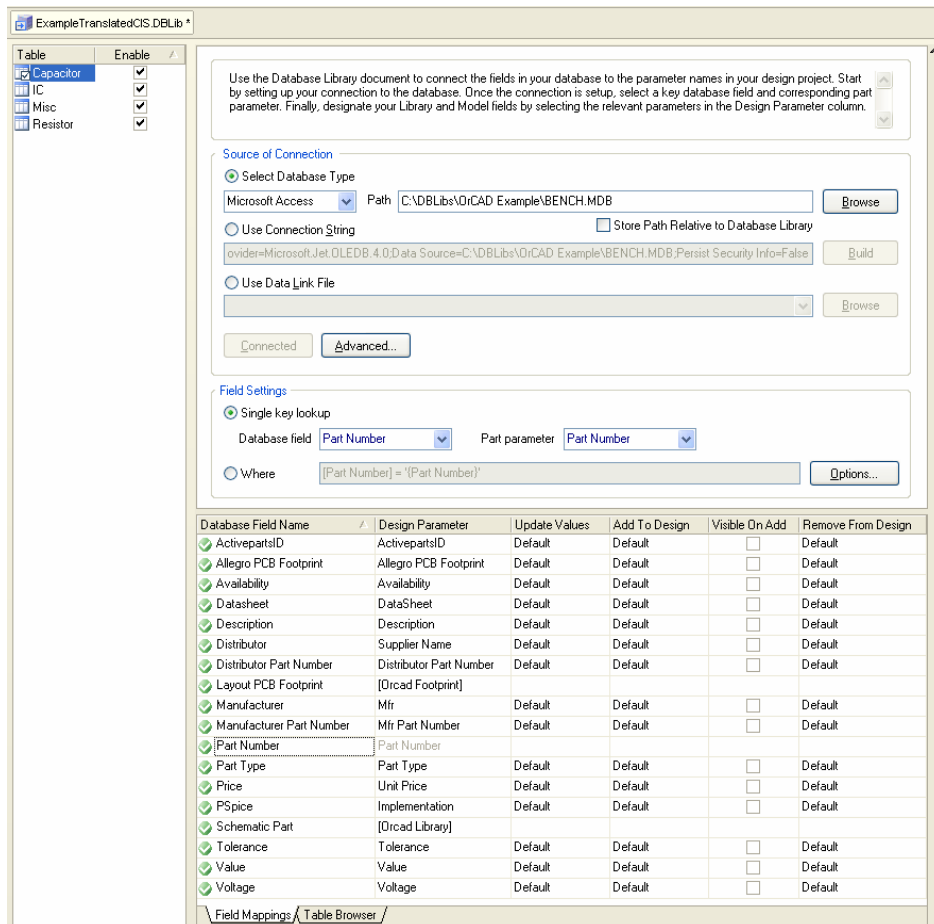 ExampleTranslatedCIS.DBLib *
Table Enable
Capacitor
IC
Misc
Resistor
Use the Database Library document to connect the fields in your database to the parameter names in your design project. Start
by setting up your connection to the database. Once the connection is setup, select a key database field and corresponding part
parameter. Finally, designate your Library and Model fields by selecting the relevant parameters in the Design Parameter column.
Source of Connection
Select Database Type
Microsoft Access Path C:\DBLibs\OrCAD Example\BENCH.MDB Browse
Use Connection String Store Path Relative to Database Library
ovider=Microsoft.Jet.OLEDB.4.0;Data Source=C:\DBLibs\OrCAD Example\BENCH.MDB;Persist Security Info=False Build
Use Data Link File
Browse
Connected Advanced...
Field Settings
Single key lookup
Database field Part Number Part parameter Part Number
Where [Part Number] = '{Part Number}' Options...
Database Field Name Design Parameter Update Values Add To Design Visible On Add Remove From Design
ActivepartsID ActivepartsID Default Default Default
Allegro PCB Footprint Allegro PCB Footprint Default Default Default
Availability Availability Default Default Default
Datasheet DataSheet Default Default Default
Description Description Default Default Default
Distributor Supplier Name Default Default Default
Distributor Part Number Distributor Part Number Default Default Default
Layout PCB Footprint [Orcad Footprint]
Manufacturer Mfr Default Default Default
Manufacturer Part Number Mfr Part Number Default Default Default
Part Number Part Number
Part Type Part Type Default Default Default
Price Unit Price Default Default Default
PSpice Implementation Default Default Default
Schematic Part [Orcad Library]
Tolerance Tolerance Default Default Default
Value Value Default Default Default
Voltage Voltage Default Default Default
Field Mappings Table Browser